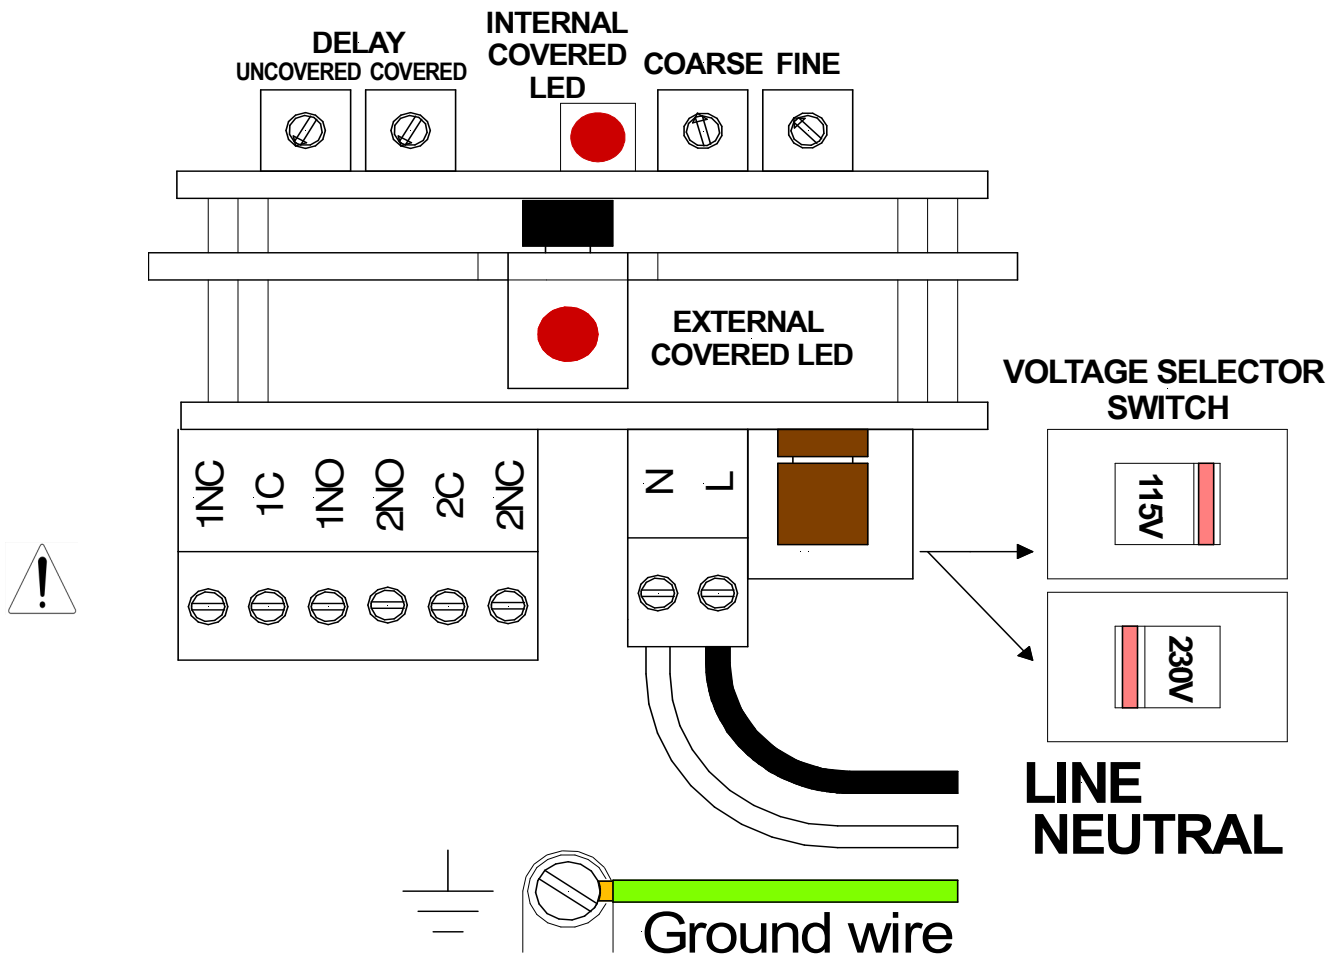 DELAY
UNCOVERED COVERED
INTERNAL
COVERED
LED
COARSE FINE
EXTERNAL
COVERED LED
VOLTAGE SELECTOR
SWITCH
1NC
1C
1NO
2NO
2C
2NC
N
L
115V
230V
LINE
NEUTRAL
Ground wire